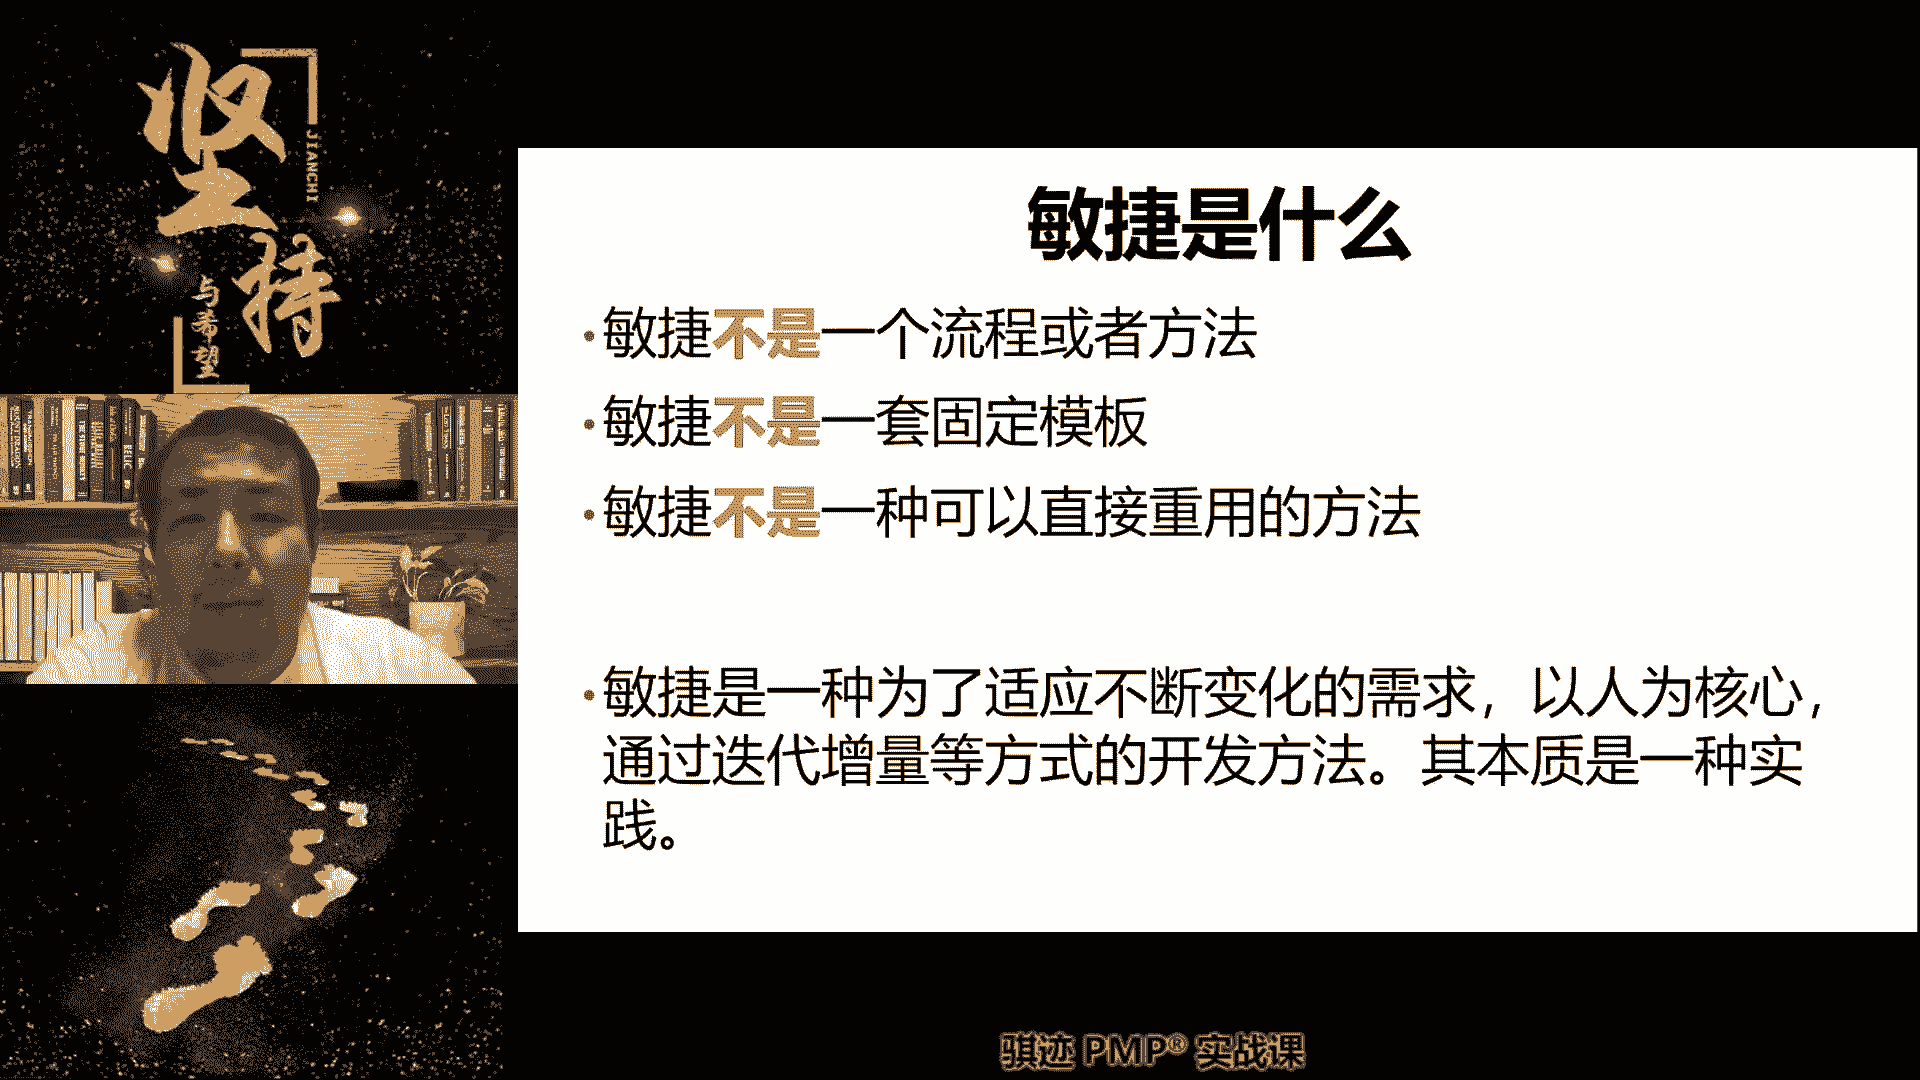 坚持
JIANCHI
与希望
敏捷是什么
•敏捷不是一个流程或者方法
•敏捷不是一套固定模板
•敏捷不是一种可以直接重用的方法
•敏捷是一种为了适应不断变化的需求，以人为核心，
通过迭代增量等方式的开发方法。其本质是一种实
践。
骐迹 PMP® 实战课